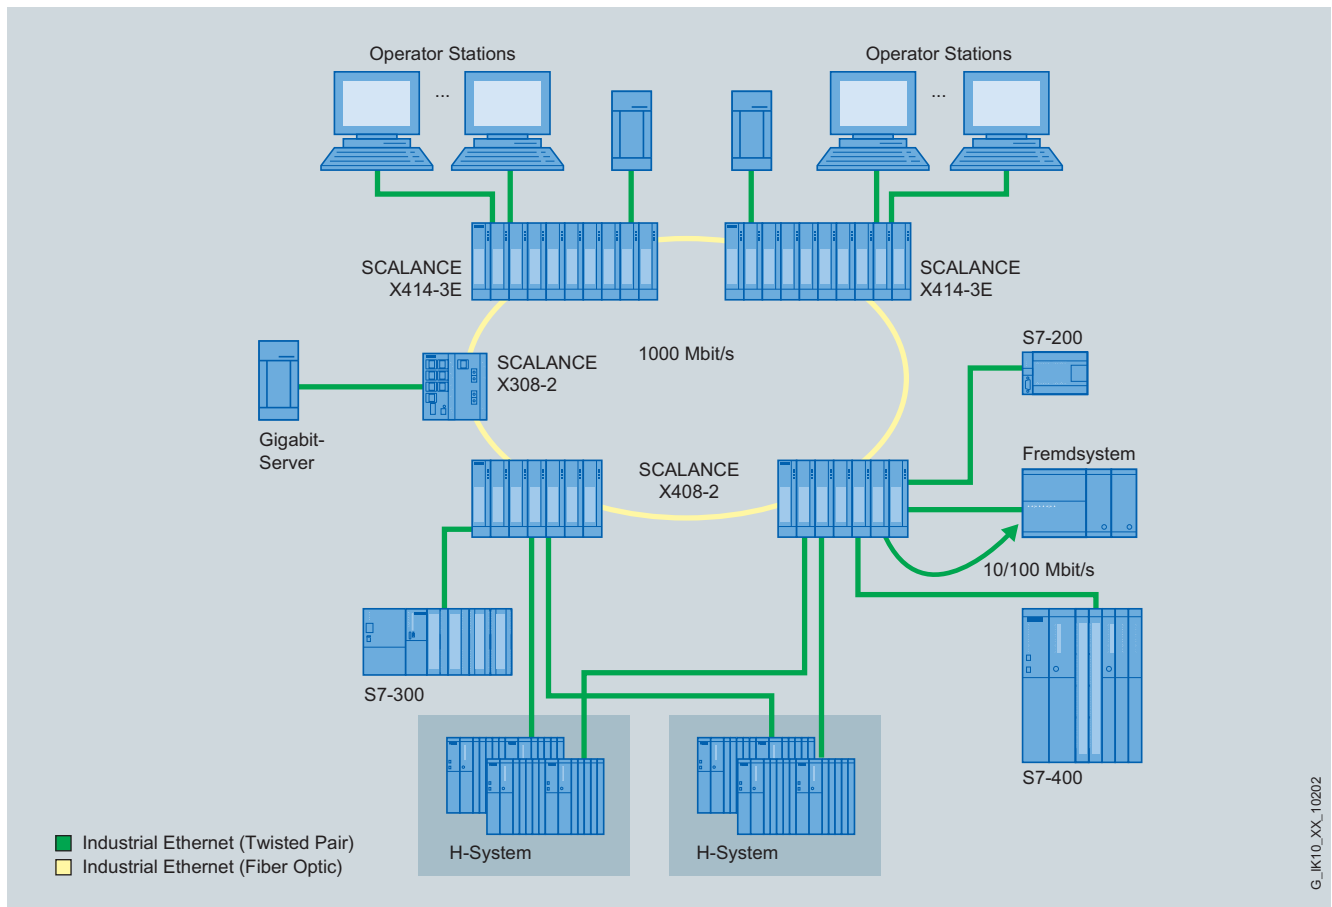 Operator Stations
Operator Stations
...
...
SCALANCE
X414-3E
SCALANCE
X414-3E
1000 Mbit/s
S7-200
SCALANCE
X308-2
Gigabit-
Server
SCALANCE
X408-2
Fremdsystem
10/100 Mbit/s
S7-300
S7-400
H-System
H-System
Industrial Ethernet (Twisted Pair)
Industrial Ethernet (Fiber Optic)
G_IK10_XX_10202